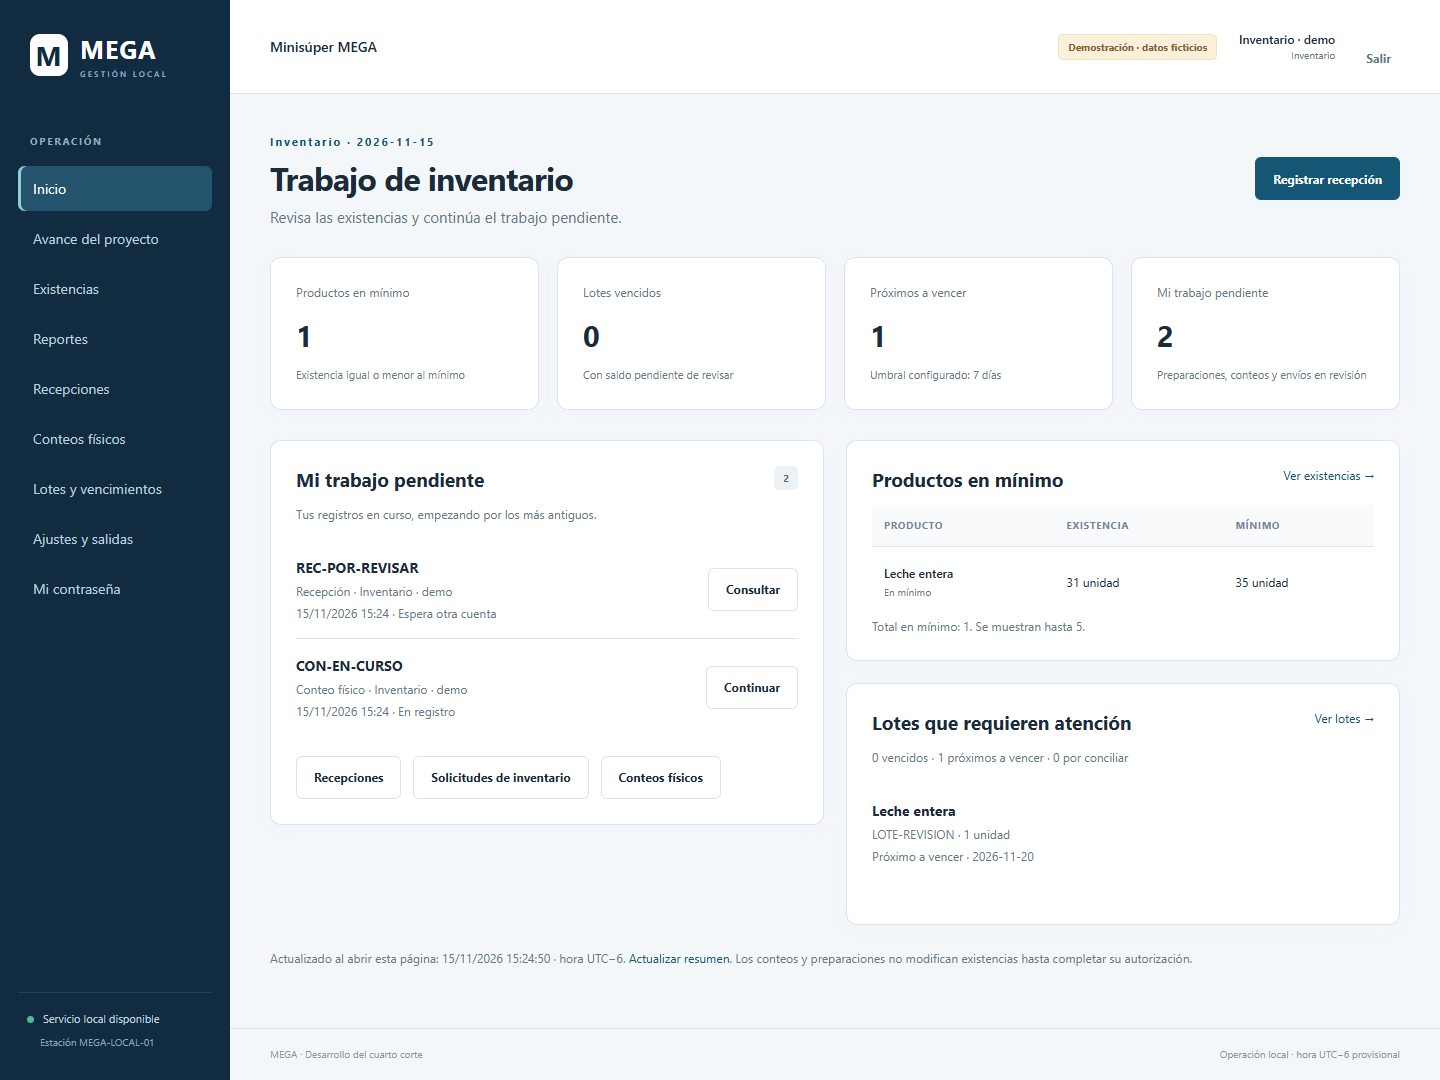 M MEGA
GESTIÓN LOCAL
OPERACIÓN
Inicio
Avance del proyecto
Existencias
Reportes
Recepciones
Conteos físicos
Lotes y vencimientos
Ajustes y salidas
Mi contraseña
Servicio local disponible
Estación MEGA-LOCAL-01
Minisúper MEGA
Demostración · datos ficticios
Inventario · demo
Inventario
Salir
Inventario · 2026-11-15
Trabajo de inventario
Revisa las existencias y continúa el trabajo pendiente.
Registrar recepción
Productos en mínimo
1
Existencia igual o menor al mínimo
Lotes vencidos
0
Con saldo pendiente de revisar
Próximos a vencer
1
Umbral configurado: 7 días
Mi trabajo pendiente
2
Preparaciones, conteos y envíos en revisión
Mi trabajo pendiente
2
Tus registros en curso, empezando por los más antiguos.
REC-POR-REVISAR
Recepción · Inventario · demo
15/11/2026 15:24 · Espera otra cuenta
Consultar
CON-EN-CURSO
Conteo físico · Inventario · demo
15/11/2026 15:24 · En registro
Continuar
Recepciones
Solicitudes de inventario
Conteos físicos
Productos en mínimo
Ver existencias →
PRODUCTO EXISTENCIA MÍNIMO
Leche entera 31 unidad 35 unidad
En mínimo
Total en mínimo: 1. Se muestran hasta 5.
Lotes que requieren atención
Ver lotes →
0 vencidos · 1 próximos a vencer · 0 por conciliar
Leche entera
LOTE-REVISION · 1 unidad
Próximo a vencer · 2026-11-20
Actualizado al abrir esta página: 15/11/2026 15:24:50 · hora UTC−6. Actualizar resumen. Los conteos y preparaciones no modifican existencias hasta completar su autorización.
MEGA · Desarrollo del cuarto corte
Operación local · hora UTC−6 provisional